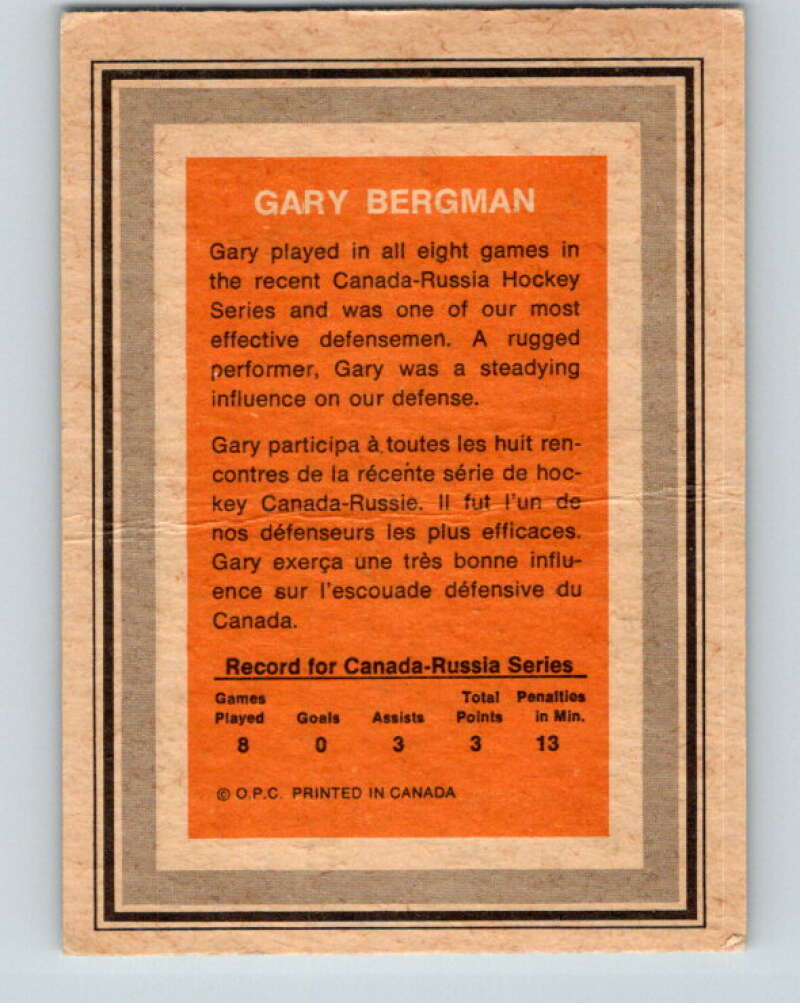 GARY BERGMAN
Gary played in all eight games in
the recent Canada-Russia Hockey
Series and was one of our most
effective defensemen. A rugged
performer, Gary was a steadying
influence on our defense.
Gary participa à toutes les huit ren-
contres de la récente série de hoc-
key Canada-Russie. Il fut l'un de
nos défenseurs les plus efficaces.
Gary exerça une très bonne influ-
ence sur l'escouade défensive du
Canada.
Record for Canada-Russia Series
Games Total Penalties
Played Goals Assists Points in Min.
8 0 3 3 13
© O.P.C. PRINTED IN CANADA